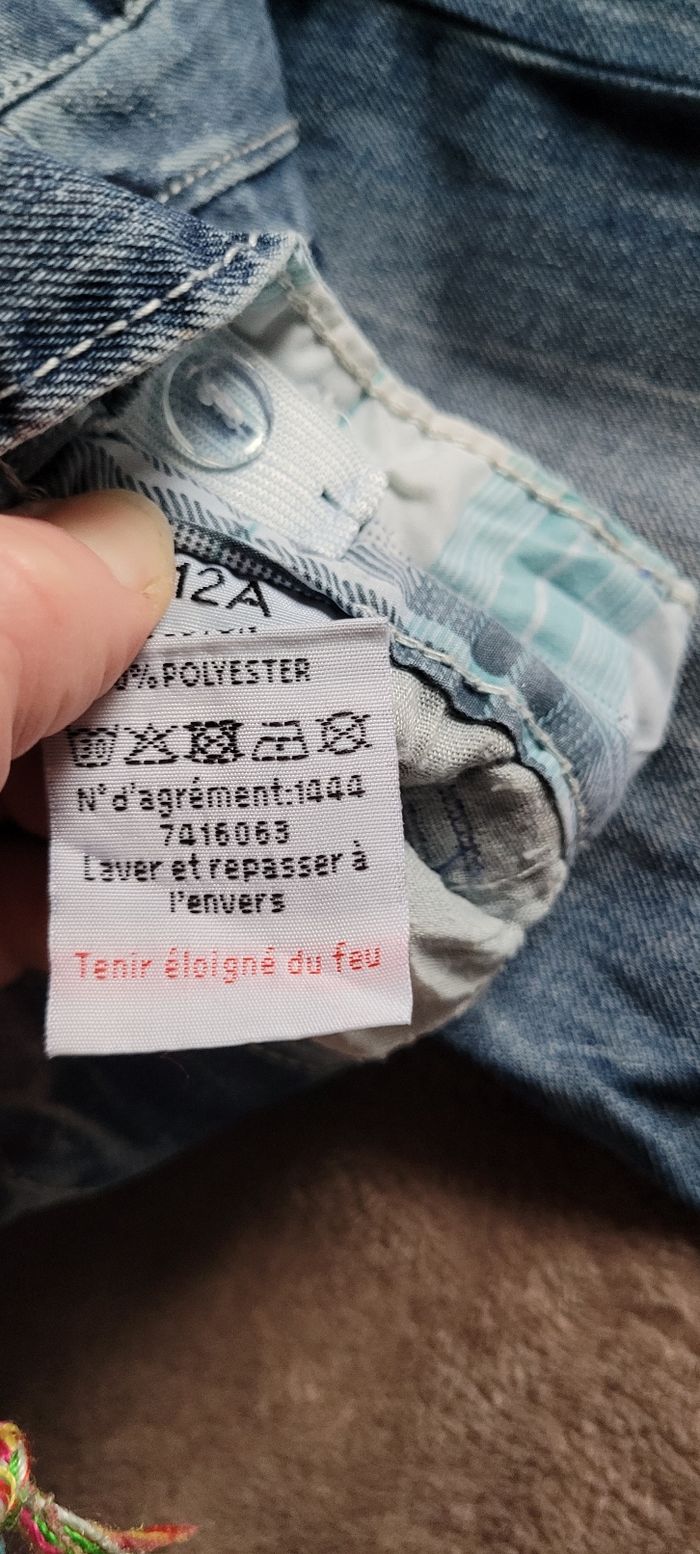 12A
% POLYESTER
N° d'agrément:1444
7416063
Laver et repasser à
l'envers
Tenir éloigné du feu